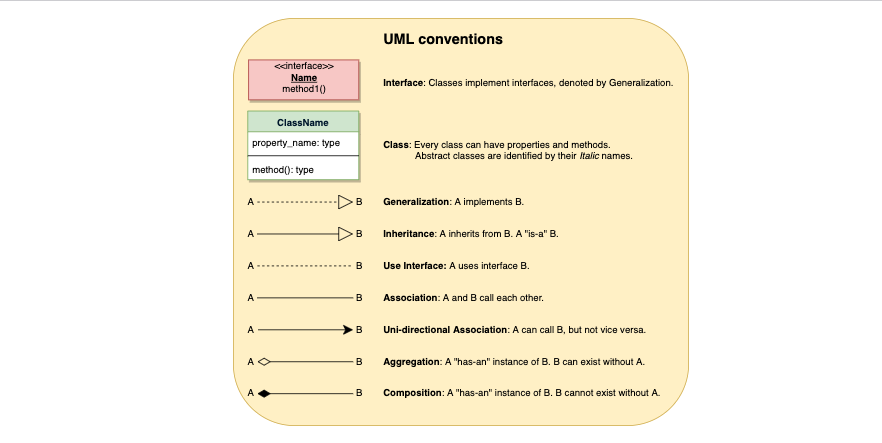 UML conventions
<<interface>>
Name
method1()
Interface: Classes implement interfaces, denoted by Generalization.
ClassName
property_name: type
method(): type
Class: Every class can have properties and methods.
Abstract classes are identified by their Italic names.
A B Generalization: A implements B.
A B Inheritance: A inherits from B. A "is-a" B.
A B Use Interface: A uses interface B.
A B Association: A and B call each other.
A B Uni-directional Association: A can call B, but not vice versa.
A B Aggregation: A "has-an" instance of B. B can exist without A.
A B Composition: A "has-an" instance of B. B cannot exist without A.